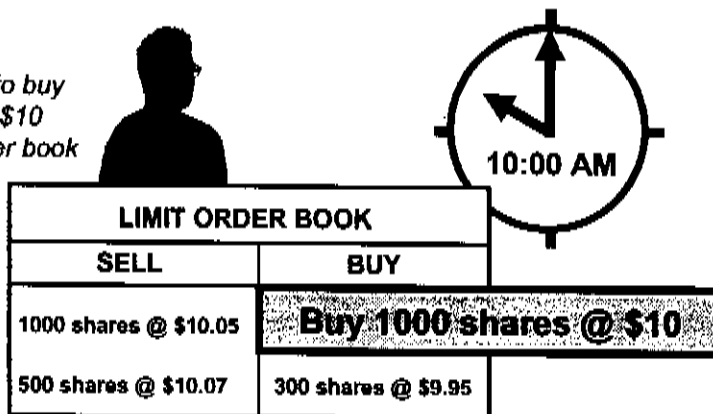 to buy
$10
book
10:00 AM
LIMIT ORDER BOOK
SELL BUY
1000 shares @ $10.05 Buy 1000 shares @ $10
500 shares @ $10.07 300 shares @ $9.95